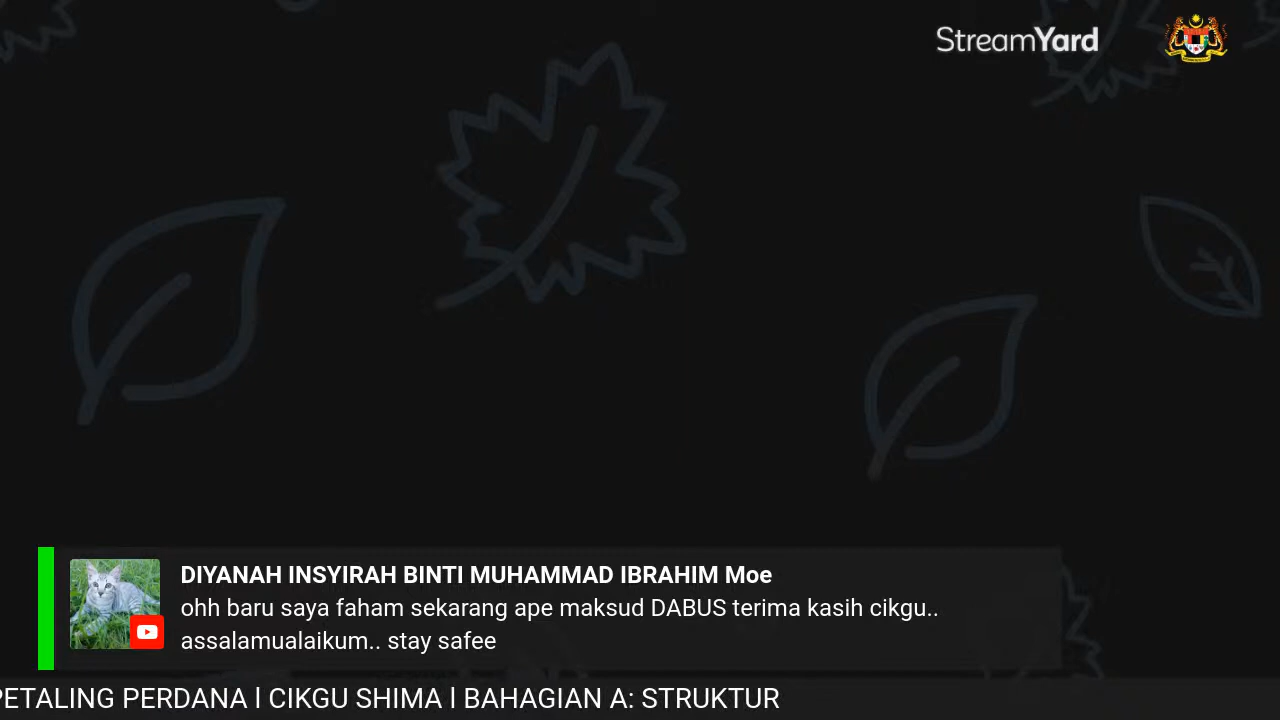 StreamYard
DIYANAH INSYIRAH BINTI MUHAMMAD IBRAHIM Moe
ohh baru saya faham sekarang ape maksud DABUS terima kasih cikgu..
assalamualaikum.. stay safee
PETALING PERDANA l CIKGU SHIMA l BAHAGIAN A: STRUKTUR